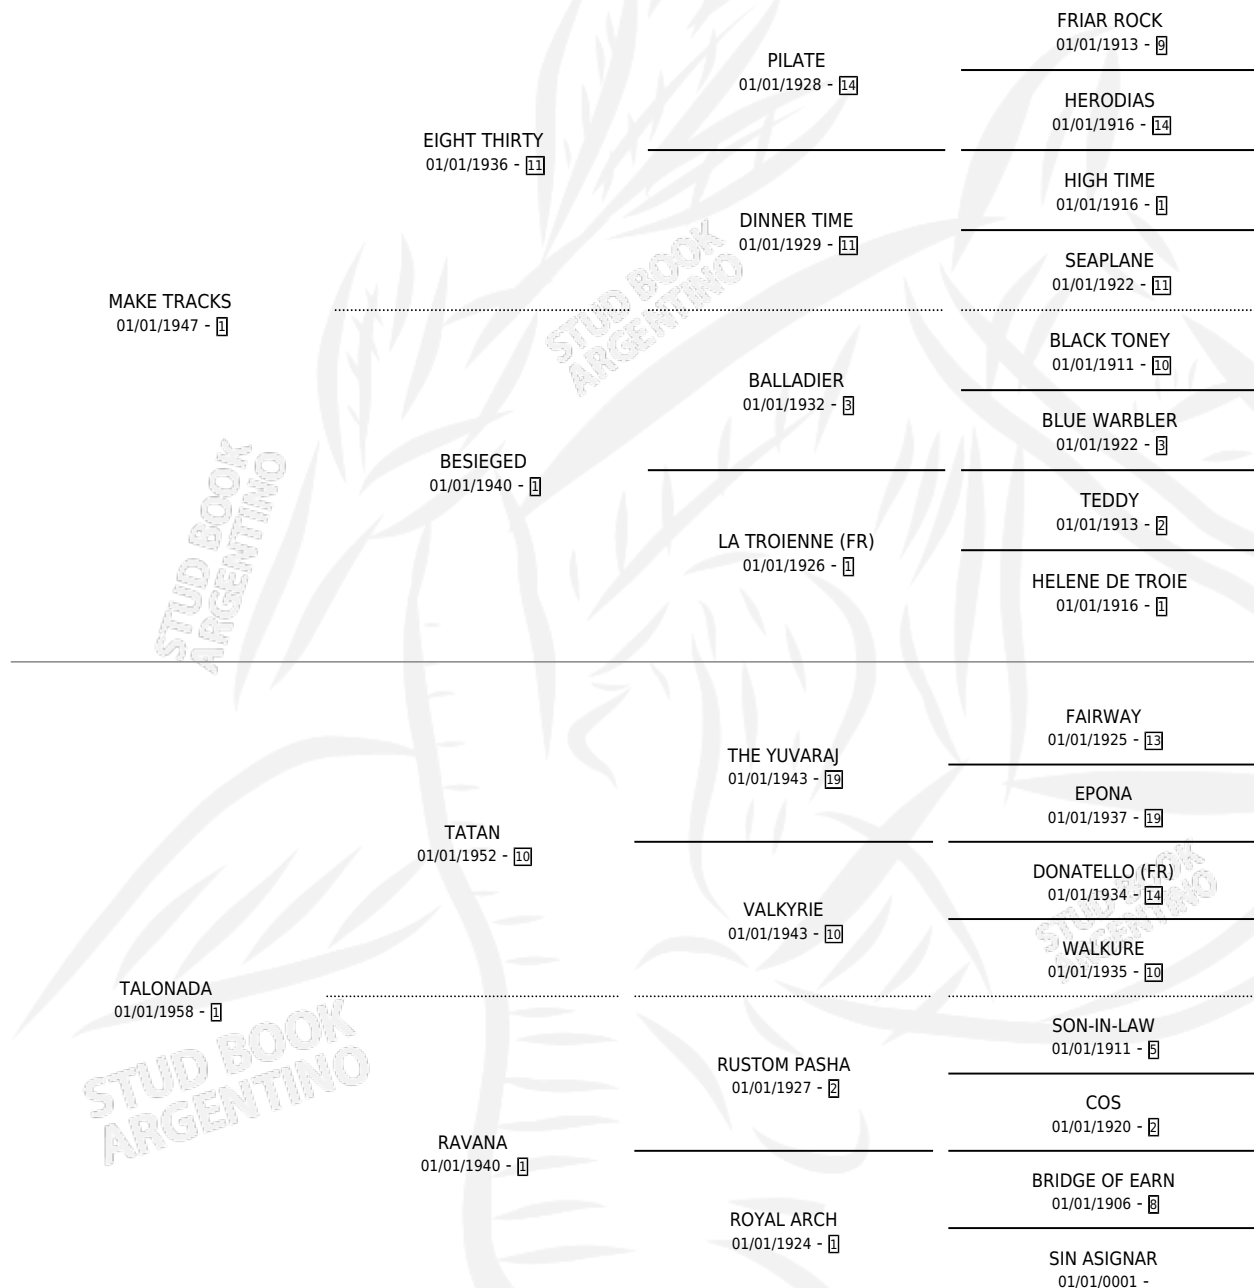 FRIAR ROCK
01/01/1913 - 9
PILATE
01/01/1928 - 14
HERODIAS
01/01/1916 - 14
EIGHT THIRTY
01/01/1936 - 11
HIGH TIME
01/01/1916 - 1
DINNER TIME
01/01/1929 - 11
SEAPLANE
01/01/1922 - 11
MAKE TRACKS
01/01/1947 - 1
BLACK TONEY
01/01/1911 - 10
BALLADIER
01/01/1932 - 3
BLUE WARBLER
01/01/1922 - 3
BESIEGED
01/01/1940 - 1
TEDDY
01/01/1913 - 2
LA TROIENNE (FR)
01/01/1926 - 1
HELENE DE TROIE
01/01/1916 - 1
FAIRWAY
01/01/1925 - 13
THE YUVARAJ
01/01/1943 - 19
EPONA
01/01/1937 - 19
TATAN
01/01/1952 - 10
DONATELLO (FR)
01/01/1934 - 14
VALKYRIE
01/01/1943 - 10
WALKURE
01/01/1935 - 10
TALONADA
01/01/1958 - 1
SON-IN-LAW
01/01/1911 - 5
RUSTOM PASHA
01/01/1927 - 2
COS
01/01/1920 - 2
RAVANA
01/01/1940 - 1
BRIDGE OF EARN
01/01/1906 - 8
ROYAL ARCH
01/01/1924 - 1
SIN ASIGNAR
01/01/0001 -
STUD BOOK
ARGENTINO
STUD BOOK
ARGENTINO
STUD BOOK
ARGENTINO
STUD BOOK
ARGENTINO